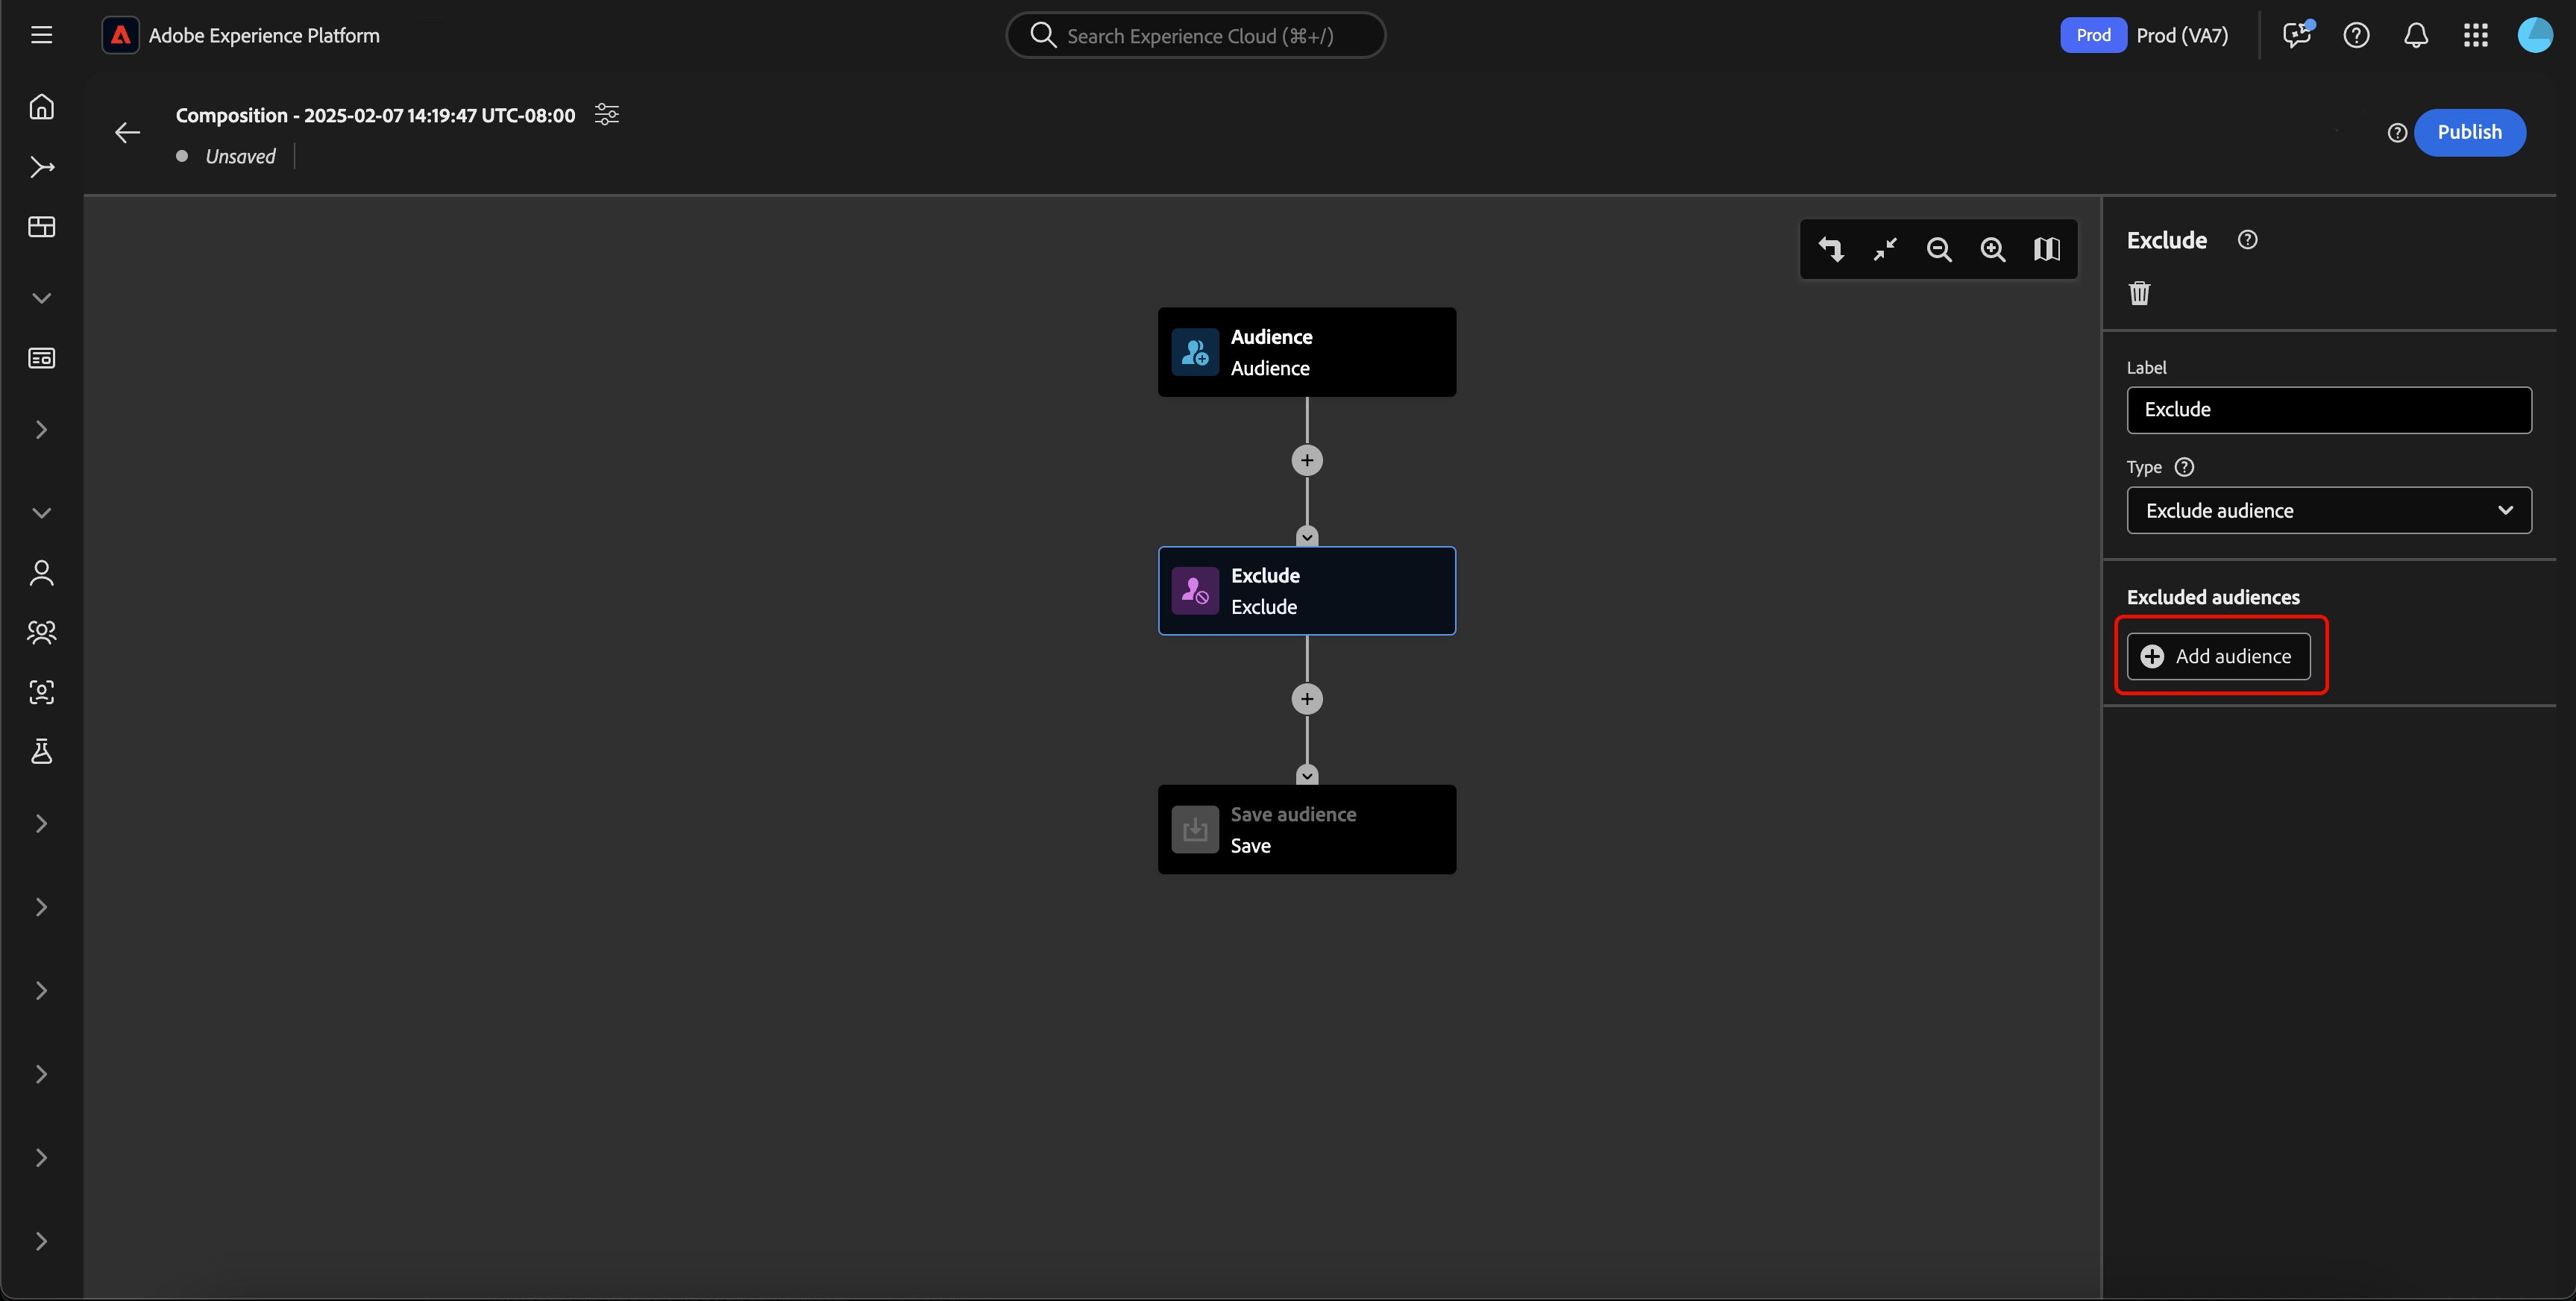 Adobe Experience Platform
Search Experience Cloud (⌘+/)
Prod
Prod (VA7)
Composition - 2025-02-07 14:19:47 UTC-08:00
Unsaved
Publish
Audience
Audience
Exclude
Exclude
Save audience
Save
Exclude
Label
Exclude
Type
Exclude audience
Excluded audiences
Add audience